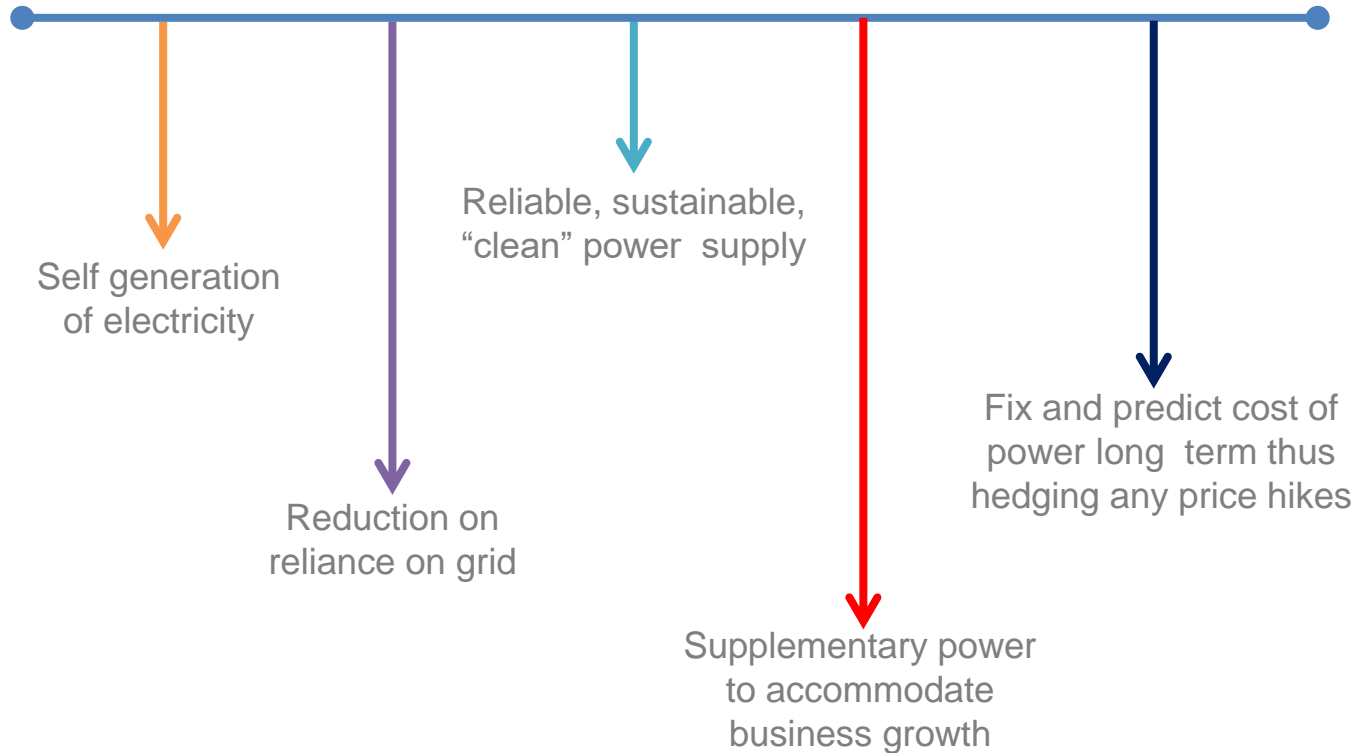 Self generation
of electricity
Reduction on
reliance on grid
Reliable, sustainable,
“clean” power  supply
Supplementary power
to accommodate
business growth
Fix and predict cost of
power long  term thus
hedging any price hikes